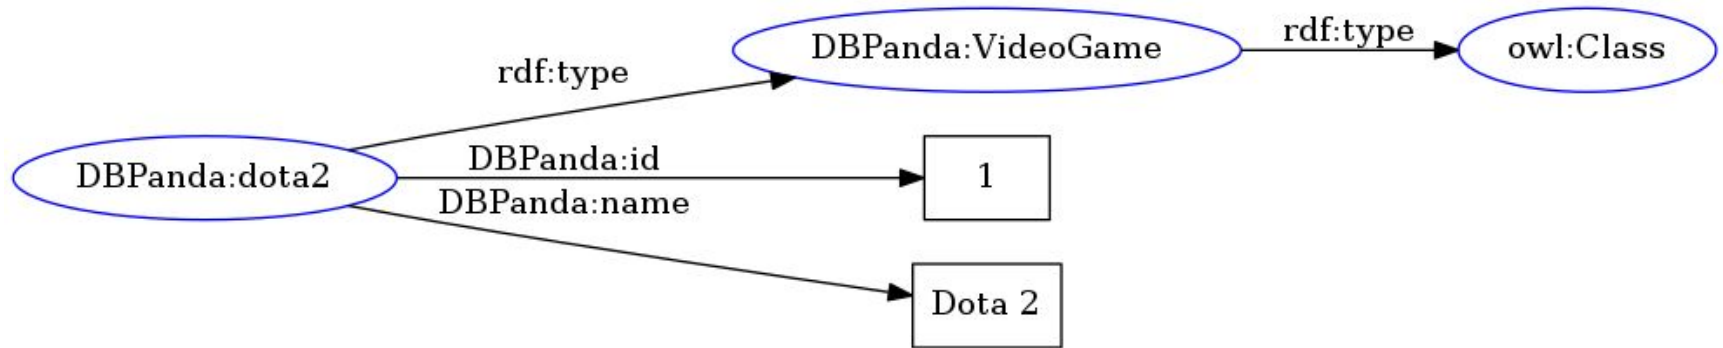 DBPanda:VideoGame
rdf:type
owl:Class
rdf:type
DBPanda:dota2
DBPanda:id
1
DBPanda:name
Dota 2